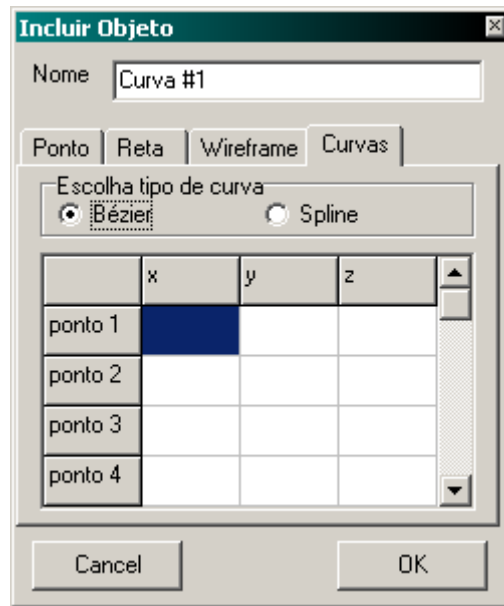 Incluir Objeto
Nome Curva #1
Ponto Reta Wireframe Curvas
Escolha tipo de curva
Bézier Spline
x y z
ponto 1
ponto 2
ponto 3
ponto 4
Cancel OK